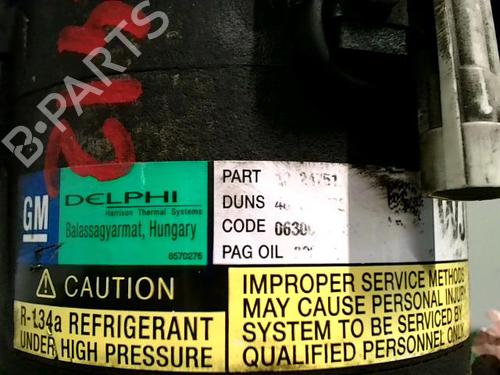 B-PARTS
GM
DELPHI
Harrison Thermal Systems
Balassagyarmat, Hungary
6570276
PART
DUNS
CODE
PAG OIL
CAUTION
R-134a REFRIGERANT
UNDER HIGH PRESSURE
IMPROPER SERVICE METHODS
MAY CAUSE PERSONAL INJURY
SYSTEM TO BE SERVICED BY
QUALIFIED PERSONNEL ONLY.